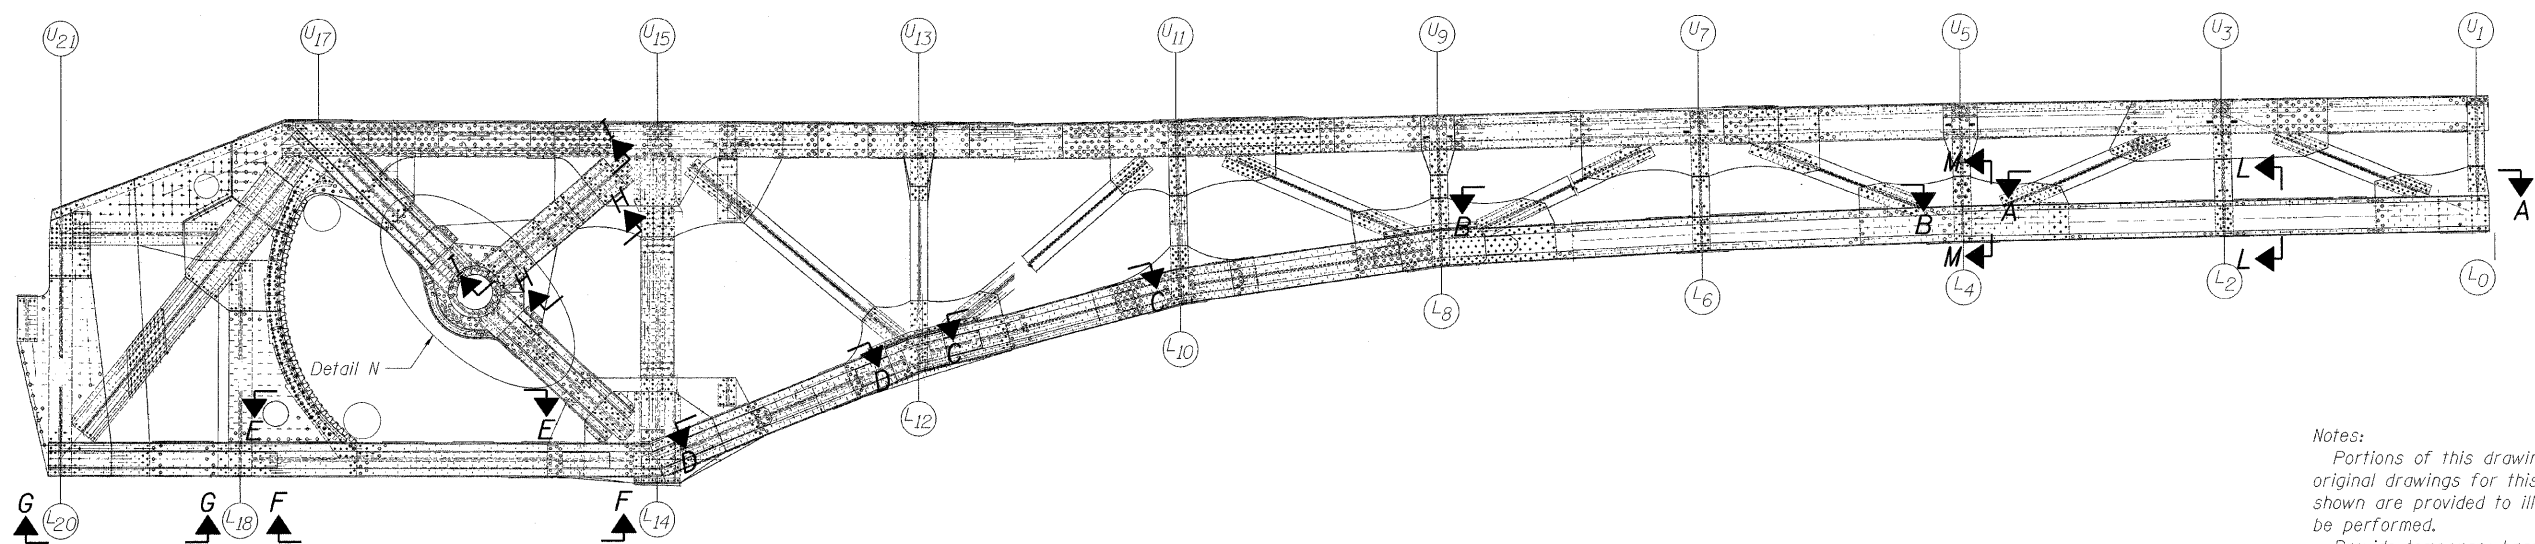 U21 U17 U15 U13 U11 U9 U7 U5 U3 U1
I
M L
H A A
B B
I
M L
I H L4 L2 L0
C L6
L8
C
Detail N D L10
E E L12
D
Notes:
Portions of this drawin
original drawings for this
shown are provided to ill
be performed.
G G F F
L20 L18 L14